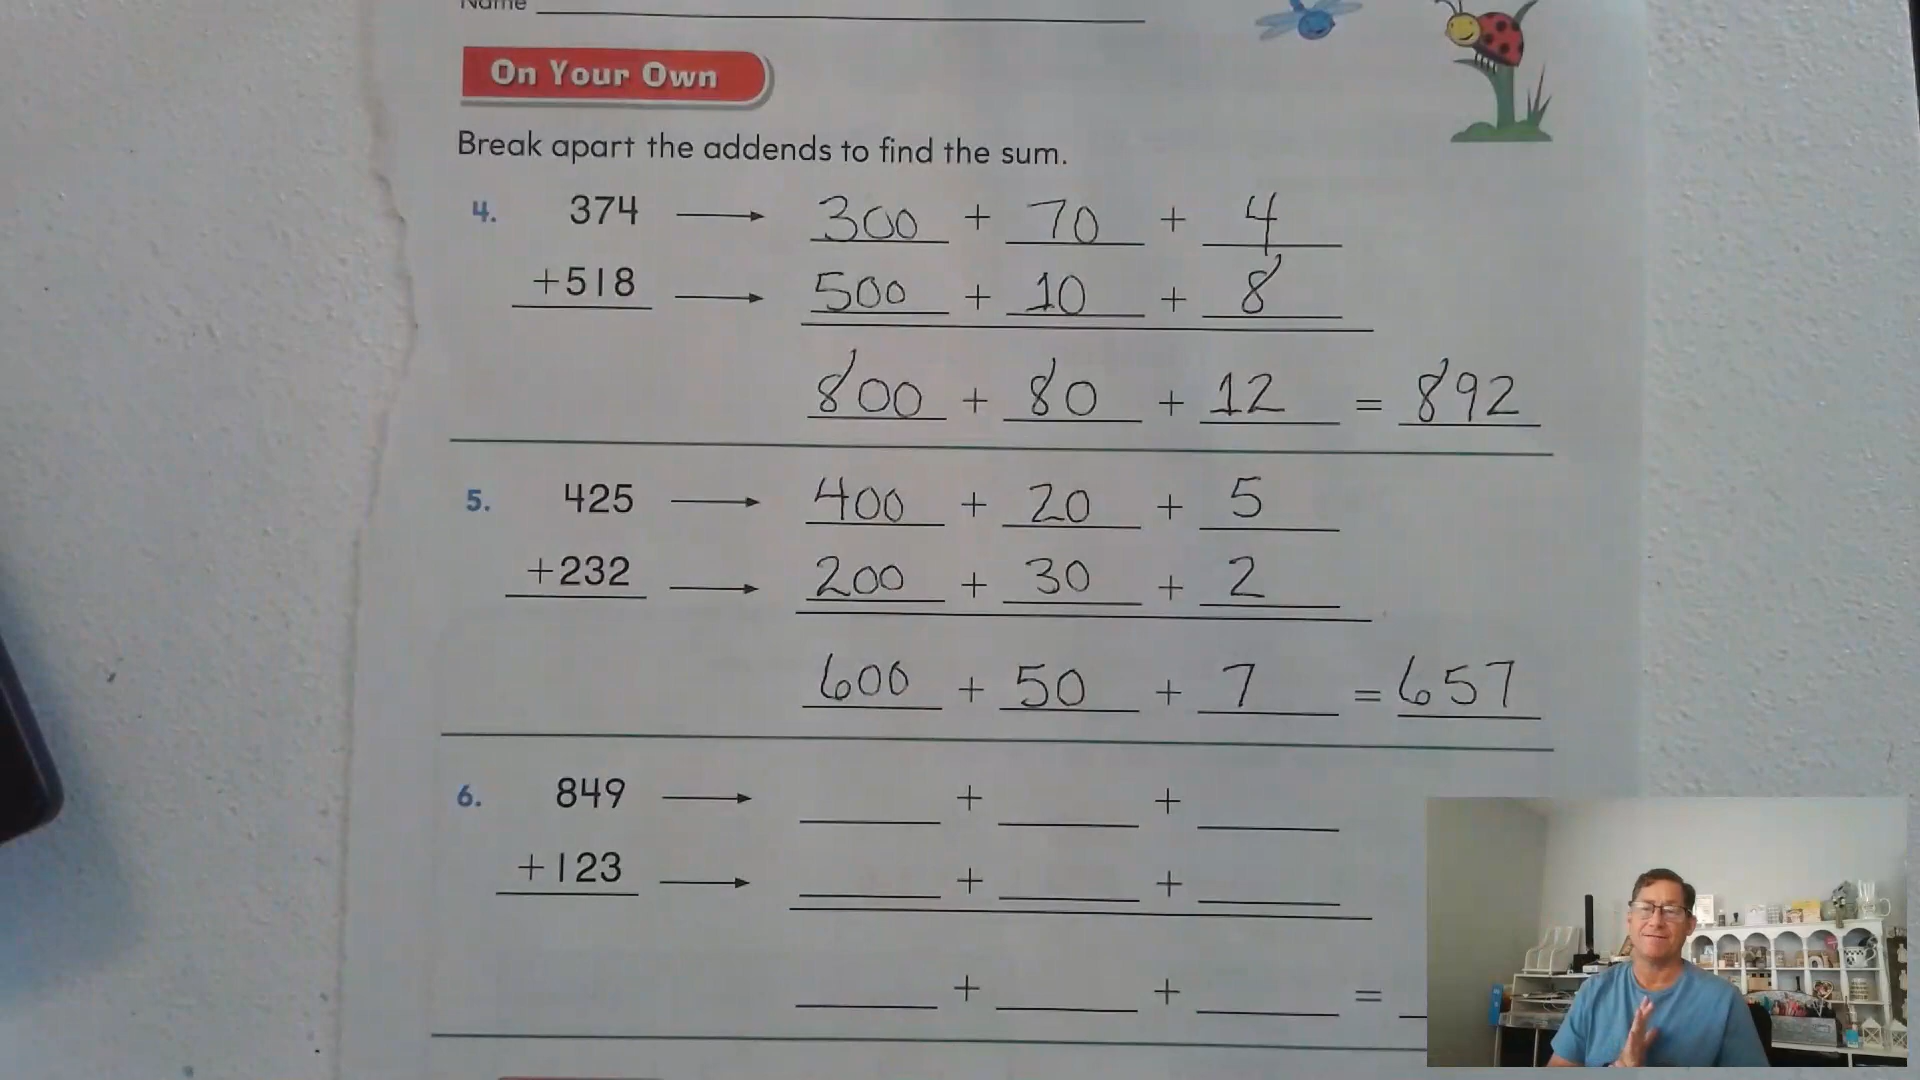 Name
On Your Own
Break apart the addends to find the sum.
4. 374 → 300 + 70 + 4
+518 → 500 + 10 + 8
800 + 80 + 12 = 892
5. 425 → 400 + 20 + 5
+232 → 200 + 30 + 2
600 + 50 + 7 = 657
6. 849 → + +
+123 → + +
+ + =